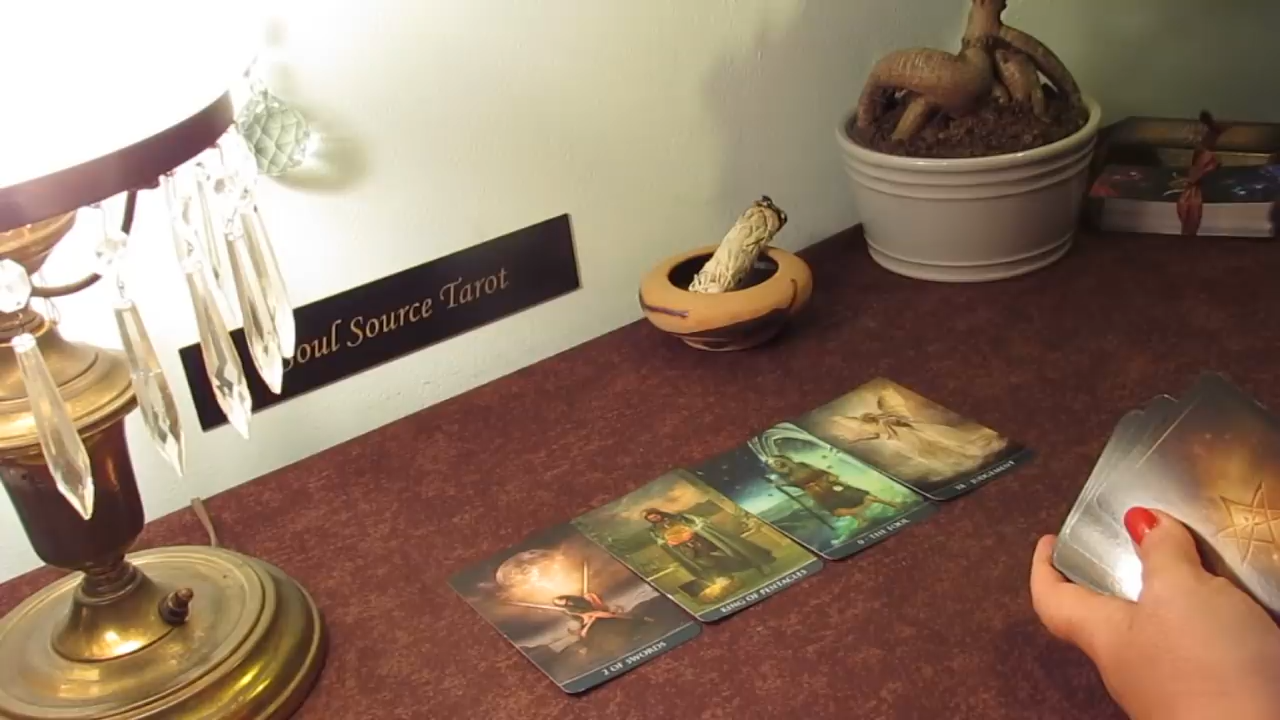 Soul Source Tarot
2 OF SWORDS
KING OF PENTACLES
0 - THE FOOL
JUDGEMENT